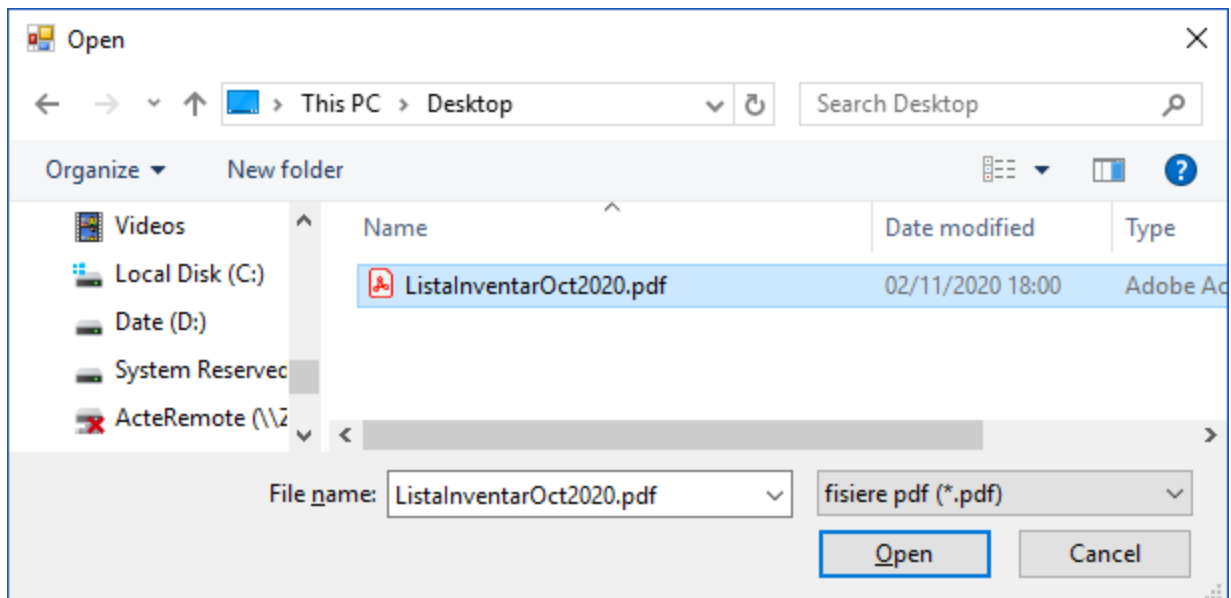 Open
This PC > Desktop
Search Desktop
Organize
New folder
?
Videos
Local Disk (C:)
Date (D:)
System Reserved
ActeRemote (\\Z
Name
Date modified
Type
ListaInventarOct2020.pdf
02/11/2020 18:00
Adobe Ac
File name:
ListaInventarOct2020.pdf
fisiere pdf (*.pdf)
Open
Cancel